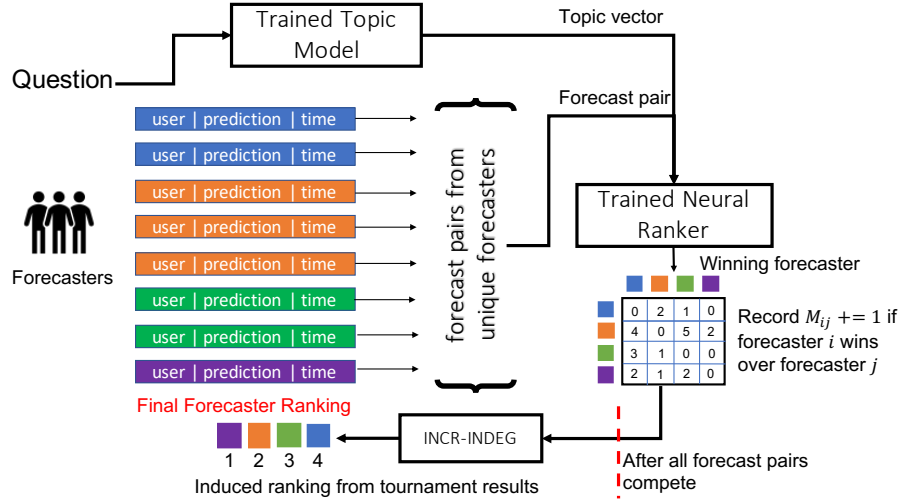 Trained Topic
Model
Topic vector
Question
Forecast pair
user | prediction | time
user | prediction | time
user | prediction | time
user | prediction | time
user | prediction | time
user | prediction | time
user | prediction | time
user | prediction | time
forecast pairs from
unique forecasters
Forecasters
Trained Neural
Ranker
Winning forecaster
0 2 1 0
4 0 5 2
3 1 0 0
2 1 2 0
Record M_{ij} += 1 if
forecaster i wins
over forecaster j
Final Forecaster Ranking
INCR-INDEG
1 2 3 4
Induced ranking from tournament results
After all forecast pairs
compete